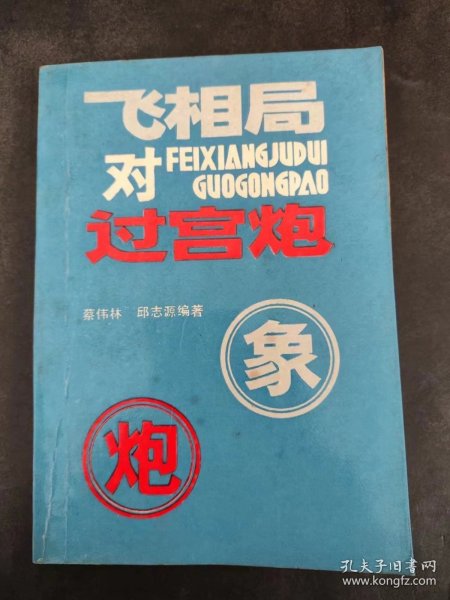 飞相局
对
FEIXIANGJUDUI
GUOGONGPAO
过宫炮
蔡伟林 邱志源编著
象
炮
孔夫子旧书网
www.kongfz.com